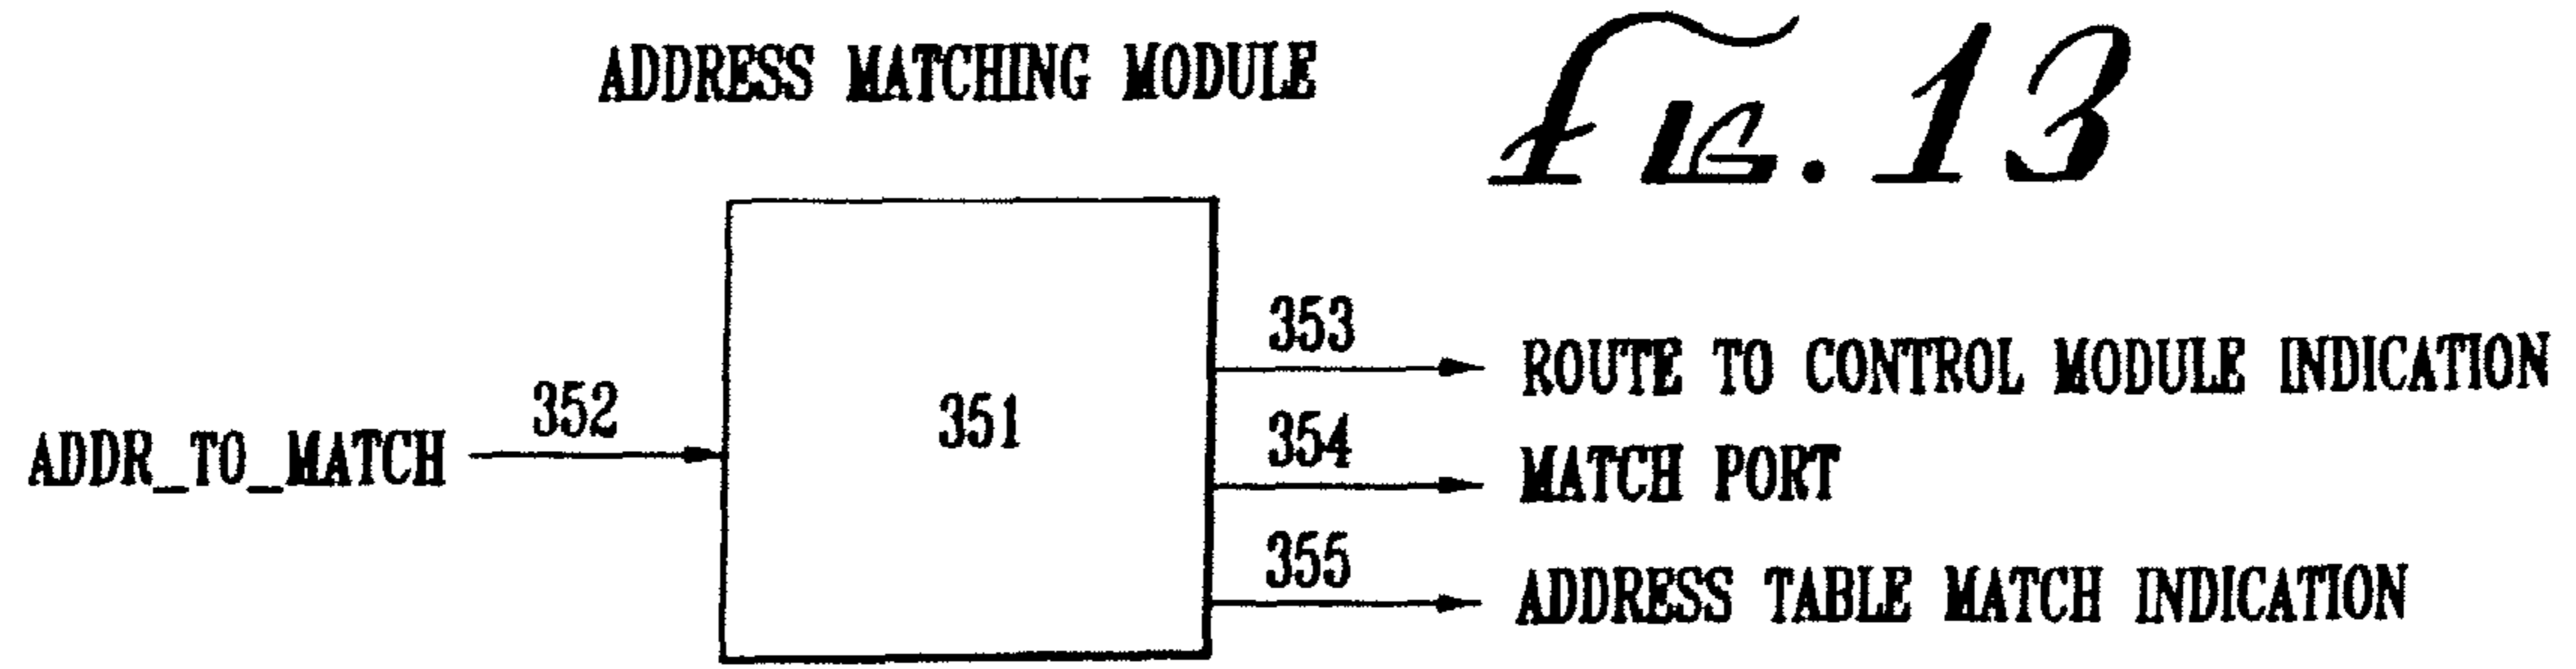 ADDRESS MATCHING MODULE
FIG. 13
353
ROUTE TO CONTROL MODULE INDICATION
352
351
ADDR_TO_MATCH
354
MATCH PORT
355
ADDRESS TABLE MATCH INDICATION